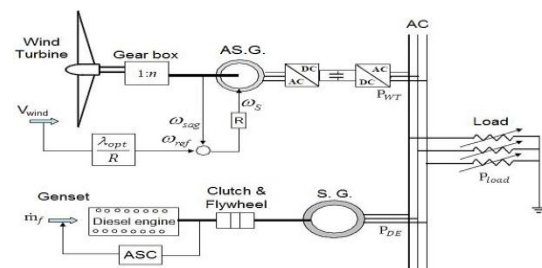 AC
Wind
Turbine
Gear box
1:n
AS.G.
DC
AC
AC
DC
P_WT
V_wind
ω_sag
ω_S
R
λ_opt
R
ω_ref
Load
P_load
Genset
ṁ_f
Diesel engine
Clutch &
Flywheel
S. G.
P_DE
ASC